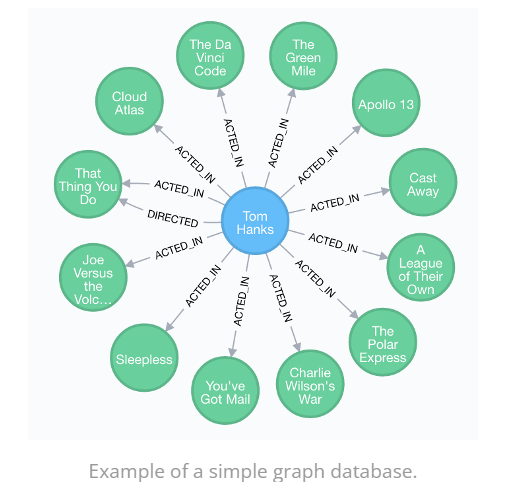 The Da
Vinci
Code
The
Green
Mile
Cloud
Atlas
Apollo 13
ACTED_IN
ACTED_IN
ACTED_IN
ACTED_IN
That
Thing You
Do
ACTED_IN
DIRECTED
Tom
Hanks
ACTED_IN
Cast
Away
Joe
Versus
the
Volc...
ACTED_IN
ACTED_IN
A
League
of Their
Own
ACTED_IN
ACTED_IN
ACTED_IN
ACTED_IN
Sleepless
You've
Got Mail
Charlie
Wilson's
War
The
Polar
Express
Example of a simple graph database.